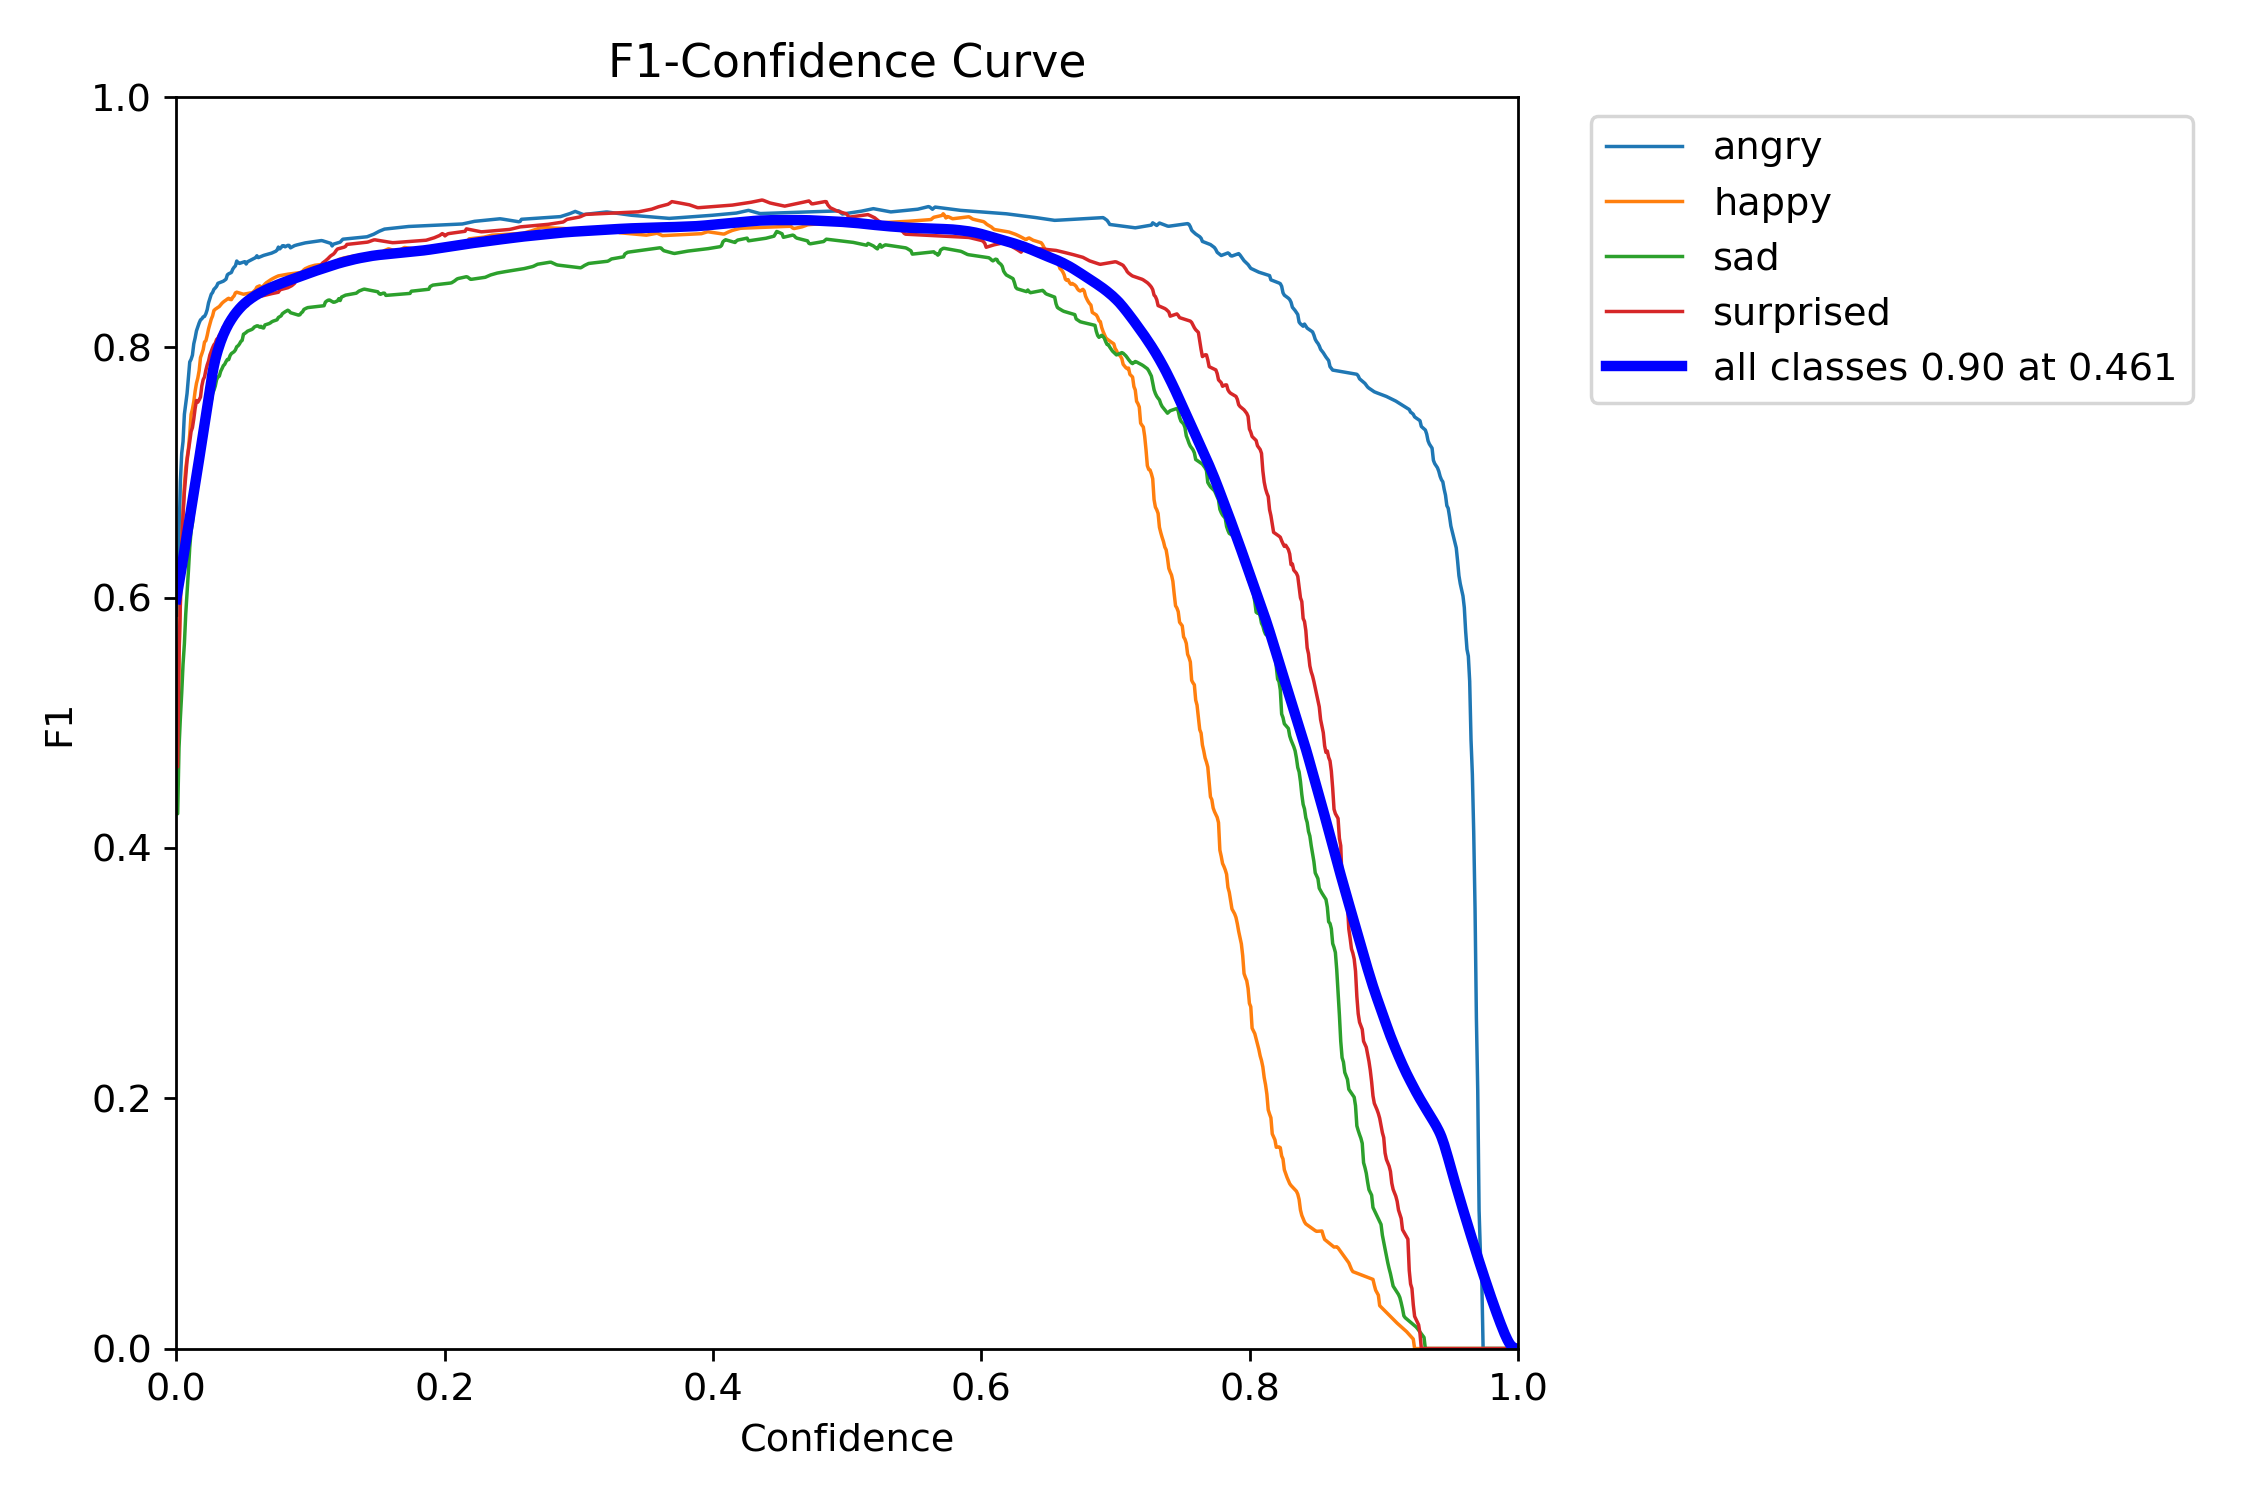 F1-Confidence Curve
1.0
0.8
0.6
0.4
0.2
0.0
F1
0.0 0.2 0.4 0.6 0.8 1.0
Confidence
angry
happy
sad
surprised
all classes 0.90 at 0.461